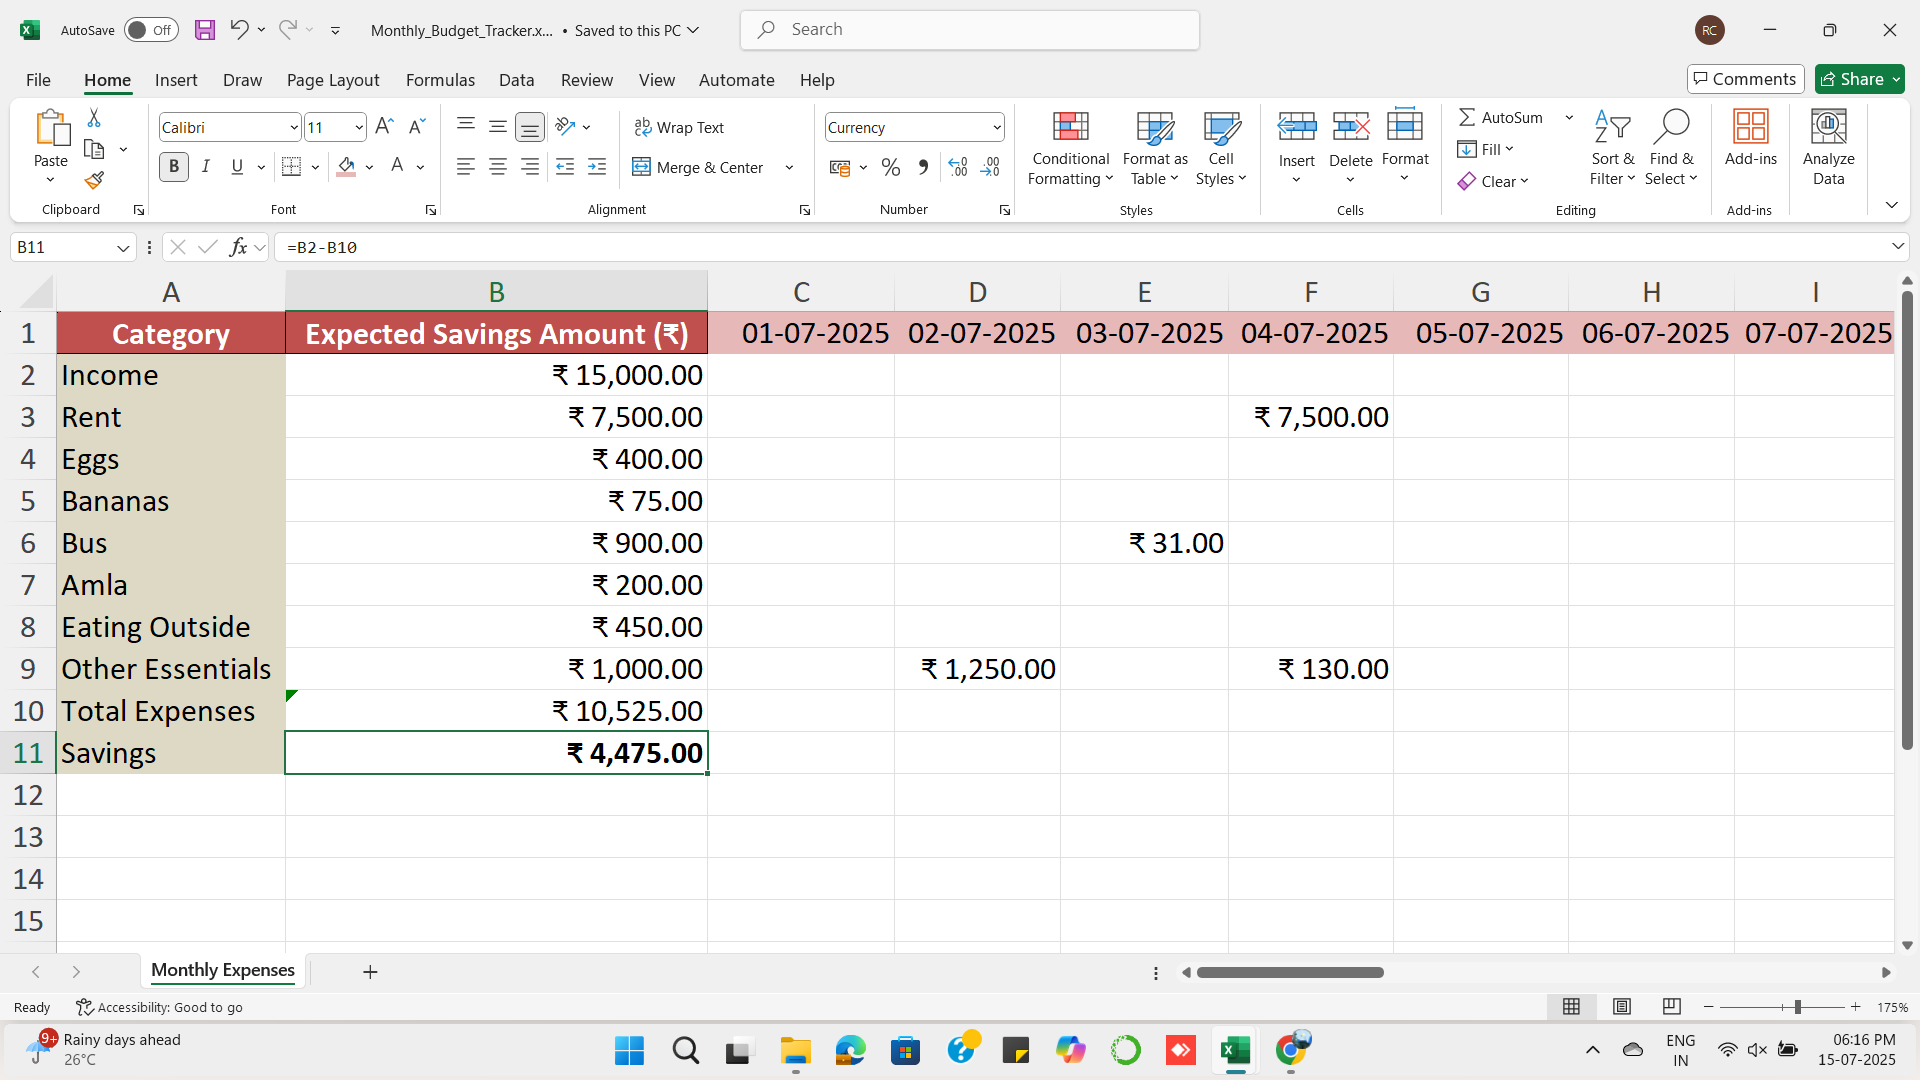 AutoSave Off Monthly_Budget_Tracker.x... • Saved to this PC Search RC
File Home Insert Draw Page Layout Formulas Data Review View Automate Help Comments Share
Paste Calibri 11 Wrap Text Currency Conditional Formatting Format as Table Cell Styles Insert Delete Format AutoSum Fill Clear Sort & Filter Find & Select Add-ins Analyze Data
B I U A Merge & Center % .00
Clipboard Font Alignment Number Styles Cells Editing Add-ins
B11 fx =B2-B10
A B C D E F G H I
1 Category Expected Savings Amount (₹) 01-07-2025 02-07-2025 03-07-2025 04-07-2025 05-07-2025 06-07-2025 07-07-2025
2 Income ₹ 15,000.00
3 Rent ₹ 7,500.00 ₹ 7,500.00
4 Eggs ₹ 400.00
5 Bananas ₹ 75.00
6 Bus ₹ 900.00 ₹ 31.00
7 Amla ₹ 200.00
8 Eating Outside ₹ 450.00
9 Other Essentials ₹ 1,000.00 ₹ 1,250.00 ₹ 130.00
10 Total Expenses ₹ 10,525.00
11 Savings ₹ 4,475.00
12
13
14
15
Monthly Expenses
Ready Accessibility: Good to go 175%
9+ Rainy days ahead ENG 06:16 PM
26°C IN 15-07-2025